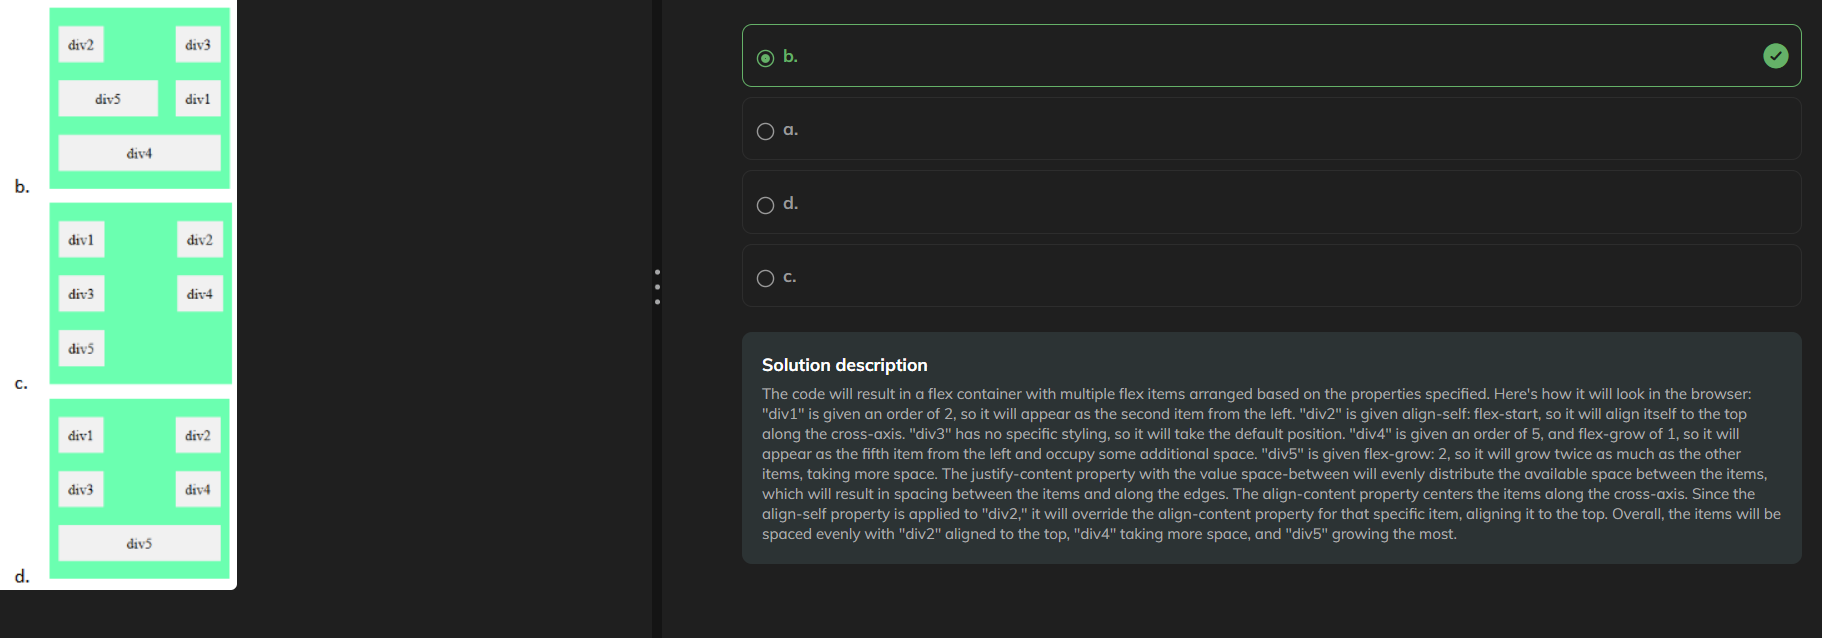 div2 div3
div5 div1
div4
b.
div1 div2
div3 div4
div5
c.
div1 div2
div3 div4
div5
d.
b.
a.
d.
c.
Solution description
The code will result in a flex container with multiple flex items arranged based on the properties specified. Here's how it will look in the browser:
"div1" is given an order of 2, so it will appear as the second item from the left. "div2" is given align-self: flex-start, so it will align itself to the top
along the cross-axis. "div3" has no specific styling, so it will take the default position. "div4" is given an order of 5, and flex-grow of 1, so it will
appear as the fifth item from the left and occupy some additional space. "div5" is given flex-grow: 2, so it will grow twice as much as the other
items, taking more space. The justify-content property with the value space-between will evenly distribute the available space between the items,
which will result in spacing between the items and along the edges. The align-content property centers the items along the cross-axis. Since the
align-self property is applied to "div2," it will override the align-content property for that specific item, aligning it to the top. Overall, the items will be
spaced evenly with "div2" aligned to the top, "div4" taking more space, and "div5" growing the most.